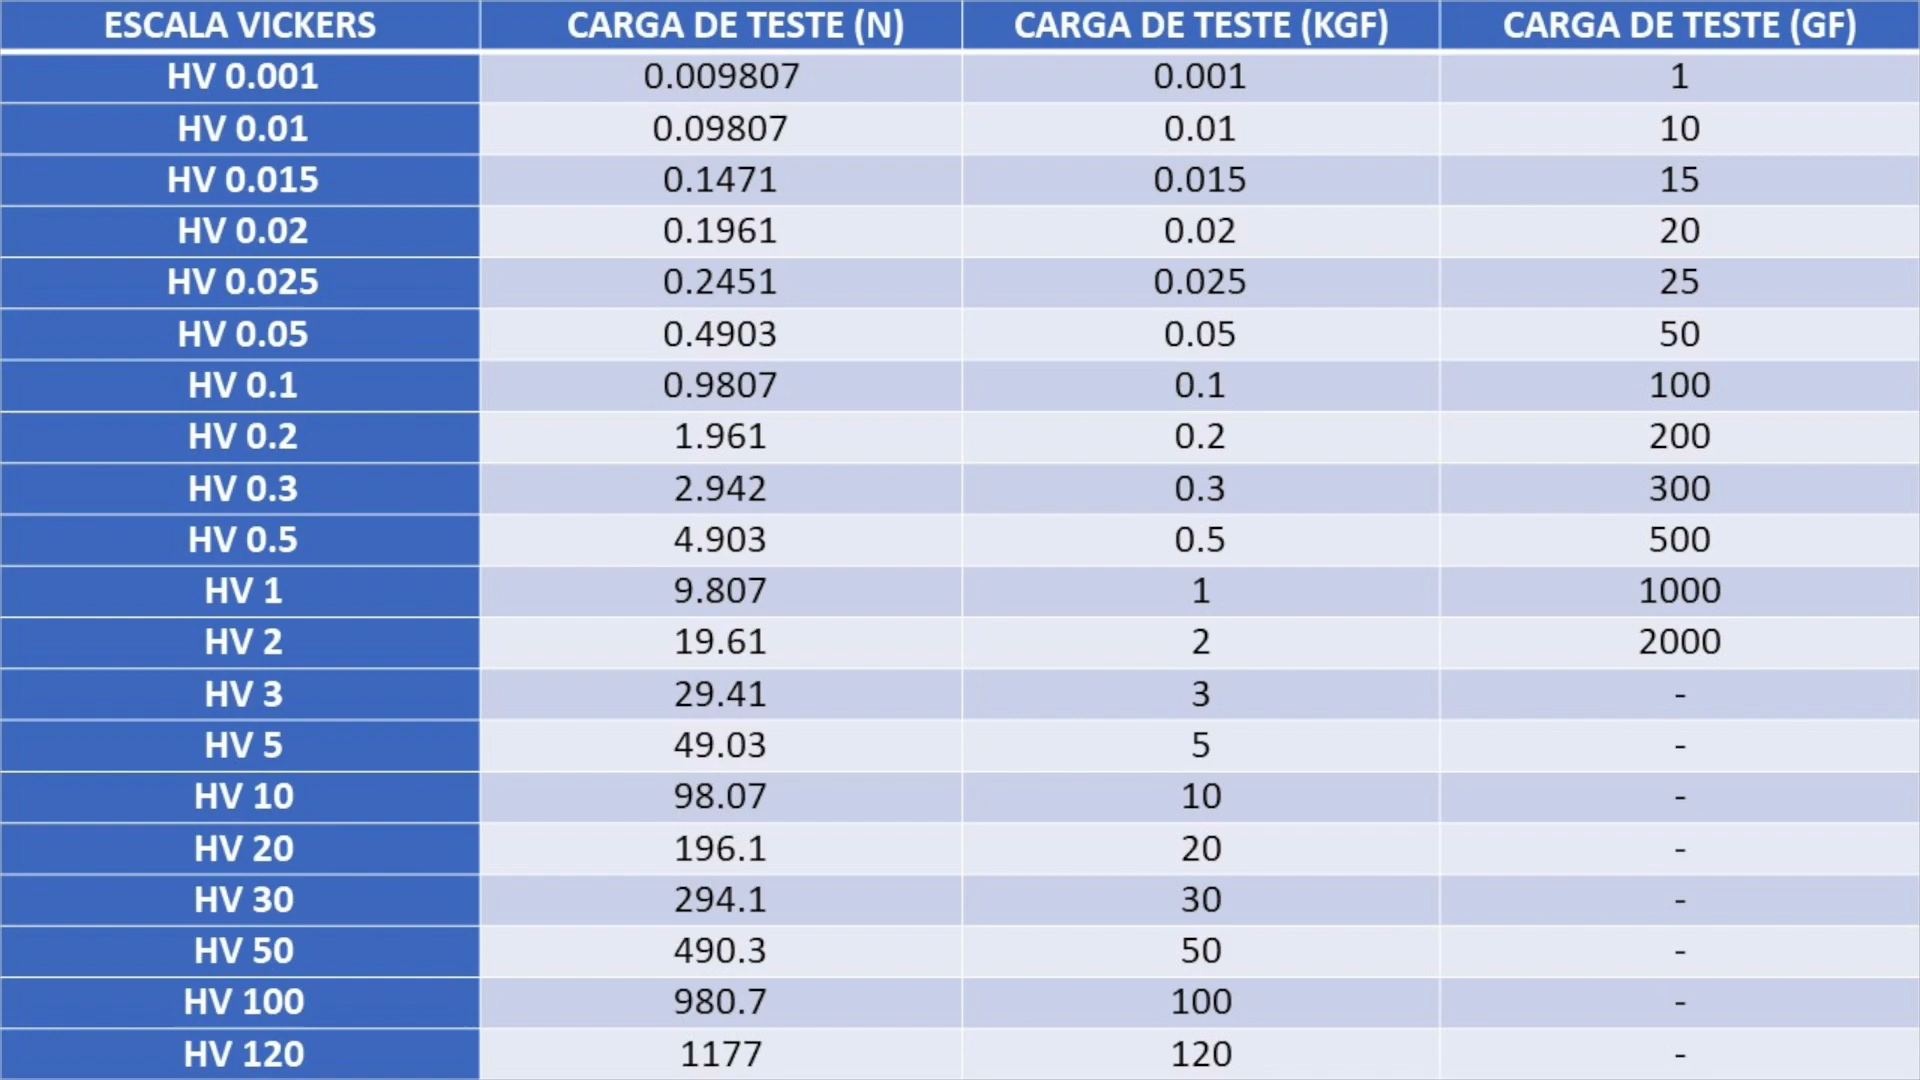 ESCALA VICKERS CARGA DE TESTE (N) CARGA DE TESTE (KGF) CARGA DE TESTE (GF)
HV 0.001 0.009807 0.001 1
HV 0.01 0.09807 0.01 10
HV 0.015 0.1471 0.015 15
HV 0.02 0.1961 0.02 20
HV 0.025 0.2451 0.025 25
HV 0.05 0.4903 0.05 50
HV 0.1 0.9807 0.1 100
HV 0.2 1.961 0.2 200
HV 0.3 2.942 0.3 300
HV 0.5 4.903 0.5 500
HV 1 9.807 1 1000
HV 2 19.61 2 2000
HV 3 29.41 3 -
HV 5 49.03 5 -
HV 10 98.07 10 -
HV 20 196.1 20 -
HV 30 294.1 30 -
HV 50 490.3 50 -
HV 100 980.7 100 -
HV 120 1177 120 -